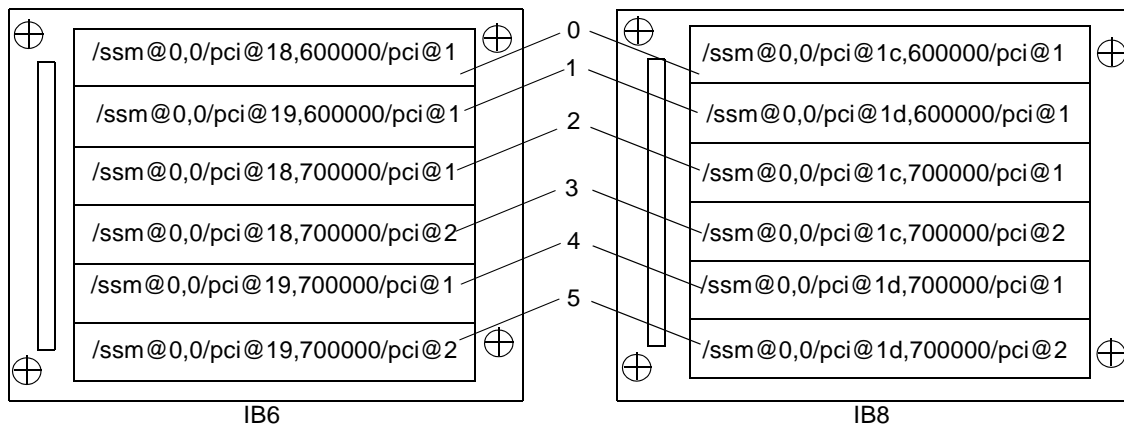 /ssm@0,0/pci@18,600000/pci@1
0
/ssm@0,0/pci@1c,600000/pci@1
/ssm@0,0/pci@19,600000/pci@1
1
/ssm@0,0/pci@1d,600000/pci@1
/ssm@0,0/pci@18,700000/pci@1
2
/ssm@0,0/pci@1c,700000/pci@1
/ssm@0,0/pci@18,700000/pci@2
3
/ssm@0,0/pci@1c,700000/pci@2
/ssm@0,0/pci@19,700000/pci@1
4
/ssm@0,0/pci@1d,700000/pci@1
/ssm@0,0/pci@19,700000/pci@2
5
/ssm@0,0/pci@1d,700000/pci@2
IB6
IB8